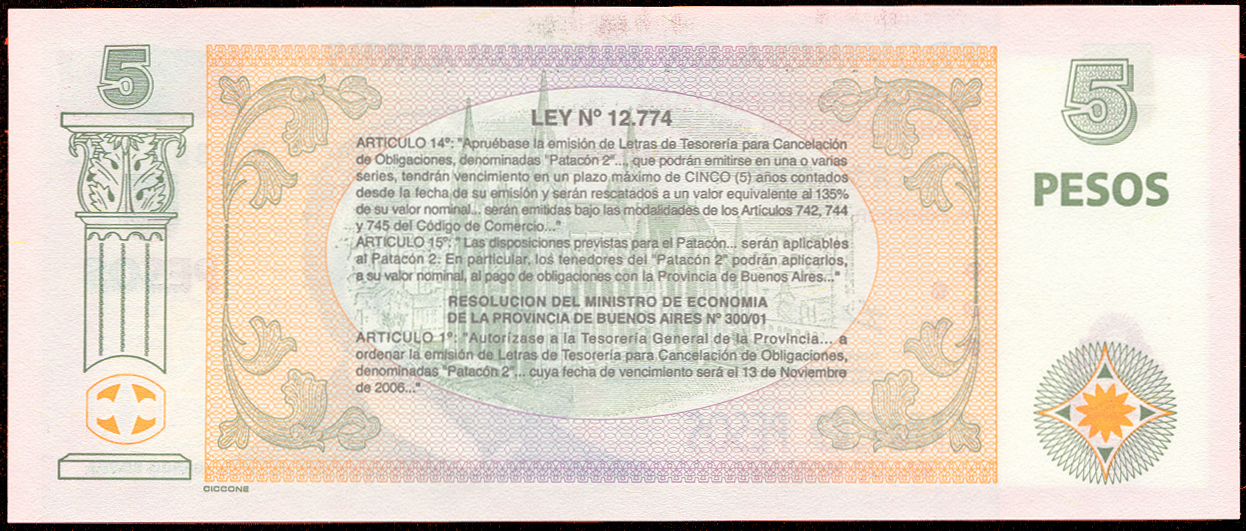 5
5
PESOS
LEY Nº 12.774
ARTICULO 14º: "Apruébase la emisión de Letras de Tesorería para Cancelación
de Obligaciones, denominadas "Patacón 2"..., que podrán emitirse en una o varias
series, tendrán vencimiento en un plazo máximo de CINCO (5) años contados
desde la fecha de su emisión y serán rescatados a un valor equivalente al 135%
de su valor nominal... serán emitidas bajo las modalidades de los Artículos 742, 744
y 745 del Código de Comercio..."
ARTICULO 15º: "Las disposiciones previstas para el Patacón... serán aplicables
al Patacón 2. En particular, los tenedores del "Patacón 2" podrán aplicarlos,
a su valor nominal, al pago de obligaciones con la Provincia de Buenos Aires..."
RESOLUCION DEL MINISTRO DE ECONOMIA
DE LA PROVINCIA DE BUENOS AIRES Nº 300/01
ARTICULO 1º: "Autorízase a la Tesorería General de la Provincia... a
ordenar la emisión de Letras de Tesorería para Cancelación de Obligaciones,
denominadas "Patacón 2"... cuya fecha de vencimiento será el 13 de Noviembre
de 2006..."
CICCONE